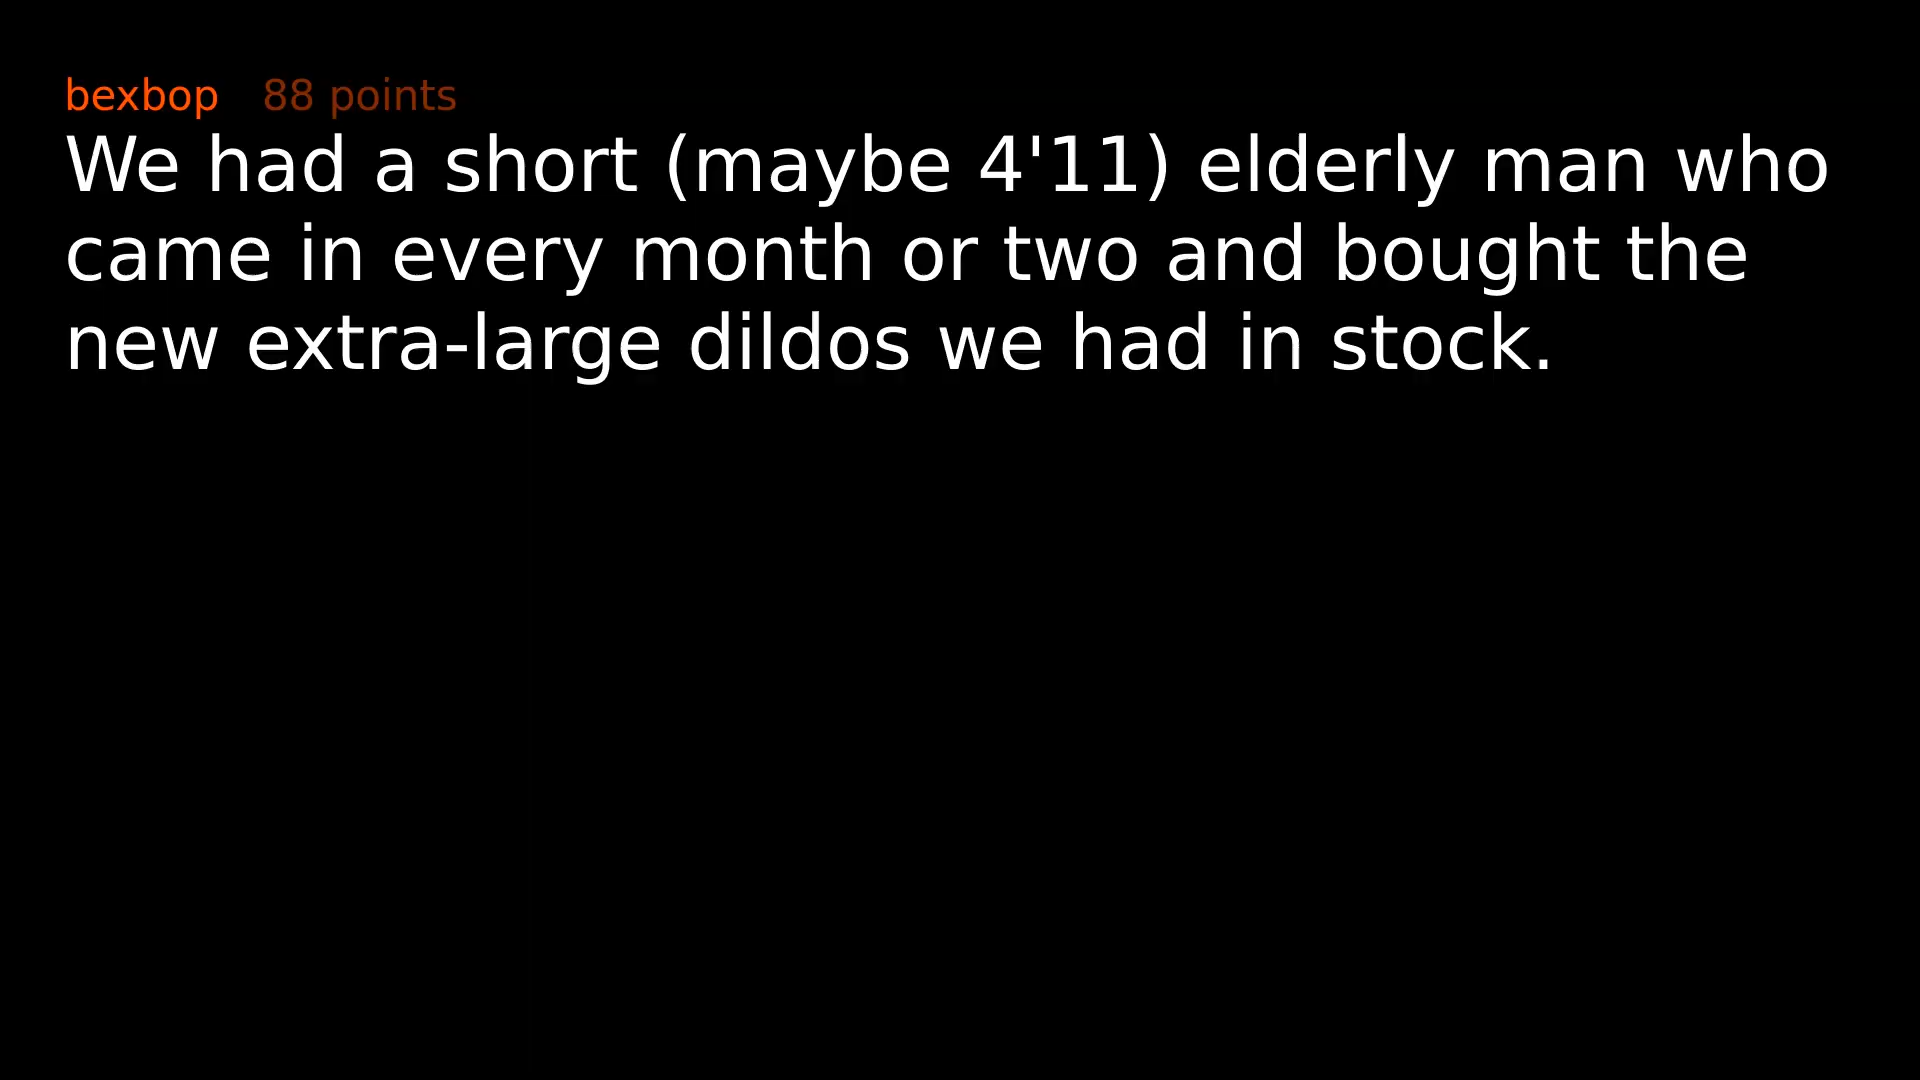 bexbop 88 points
We had a short (maybe 4'11) elderly man who
came in every month or two and bought the
new extra-large dildos we had in stock.